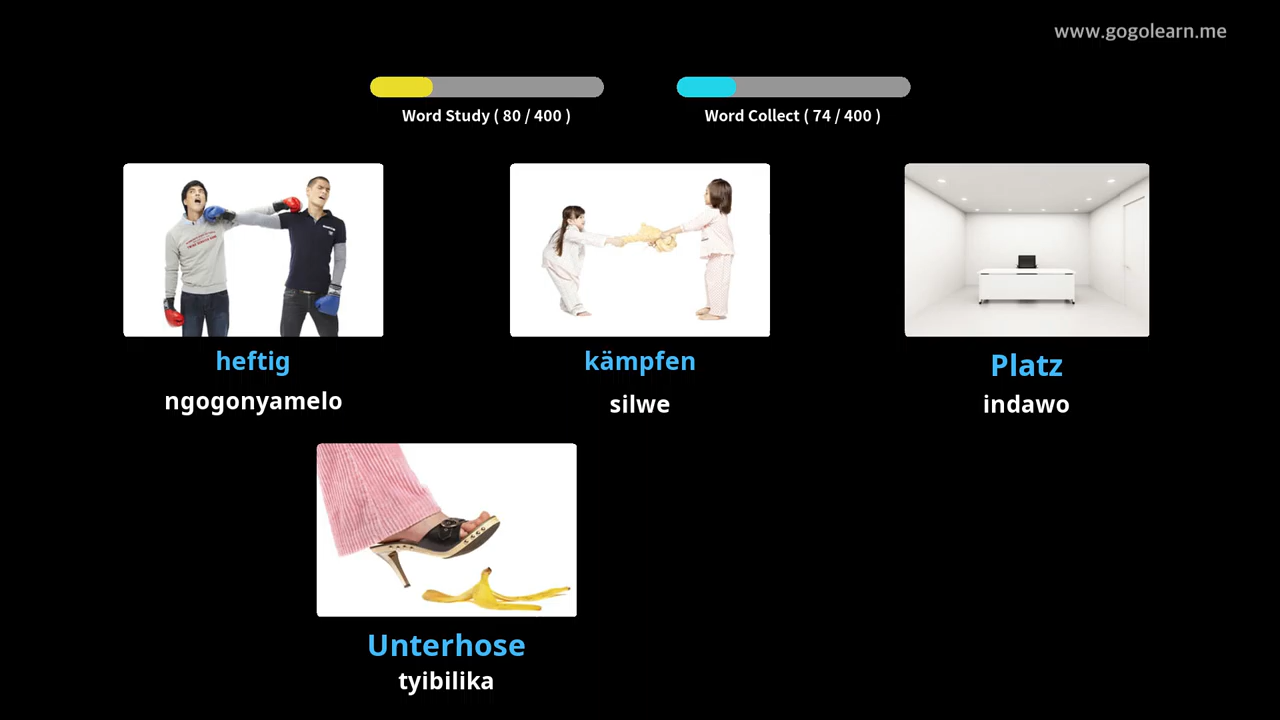 www.gogolearn.me
Word Study ( 80 / 400 )
Word Collect ( 74 / 400 )
heftig
ngogonyamelo
kämpfen
silwe
Platz
indawo
Unterhose
tyibilika